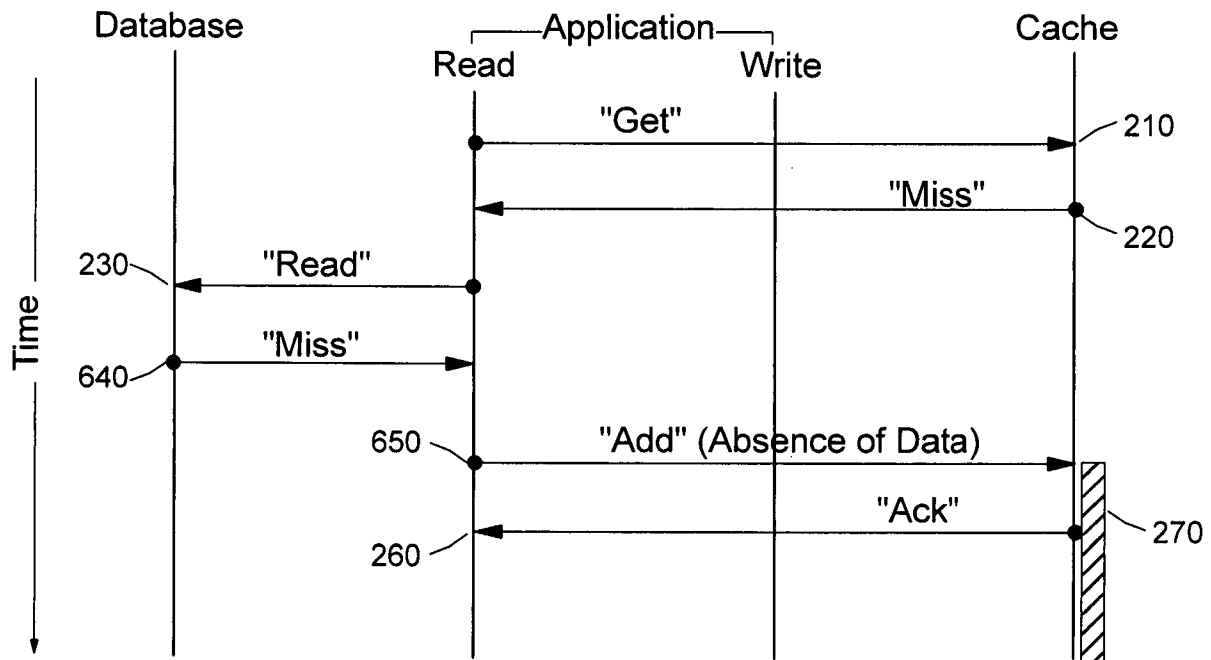 Database
Application
Cache
Read
Write
"Get"
210
"Miss"
220
230
"Read"
Time
"Miss"
640
650
"Add" (Absence of Data)
"Ack"
260
270